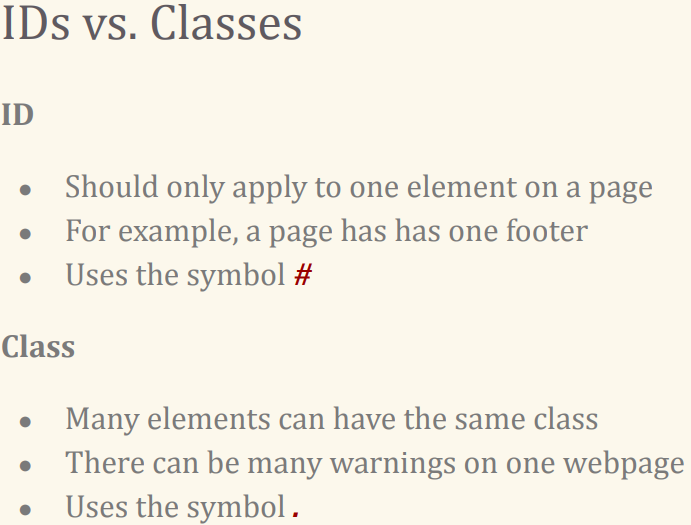 IDs vs. Classes
ID
● Should only apply to one element on a page
● For example, a page has has one footer
● Uses the symbol #
Class
● Many elements can have the same class
● There can be many warnings on one webpage
● Uses the symbol .